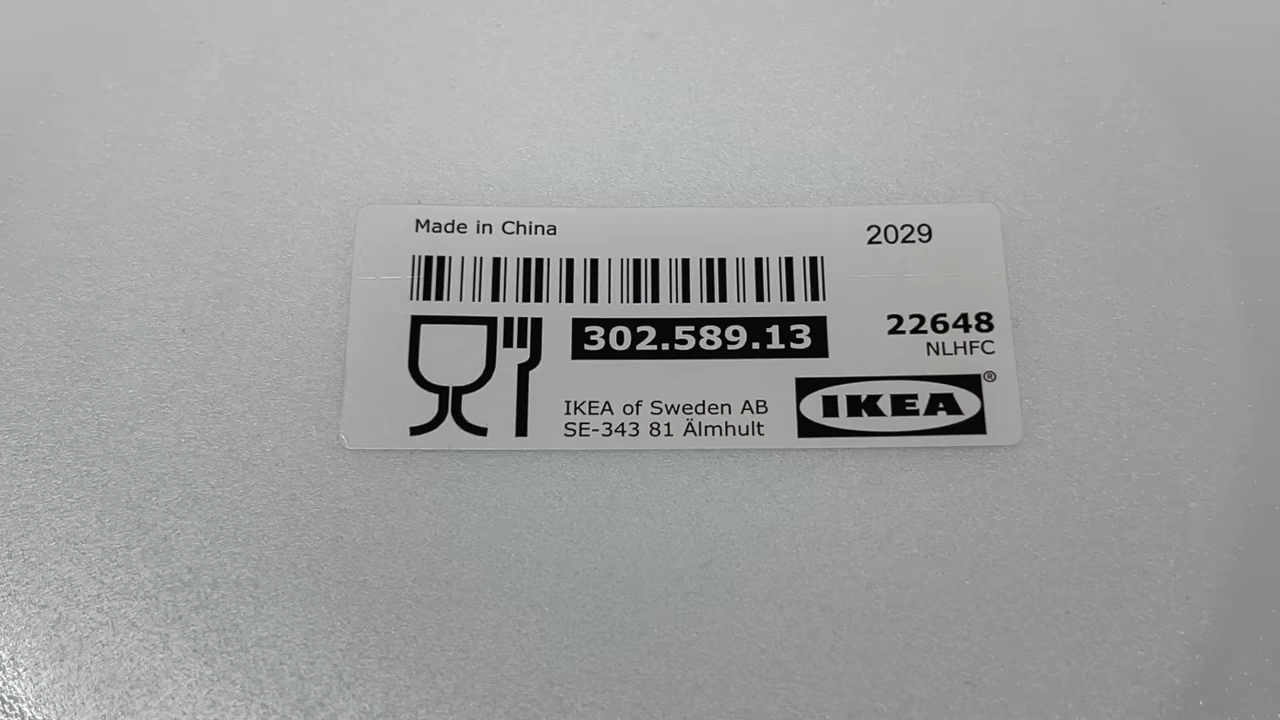 Made in China
2029
302.589.13
22648
NLHFC
IKEA of Sweden AB
SE-343 81 Älmhult
IKEA®